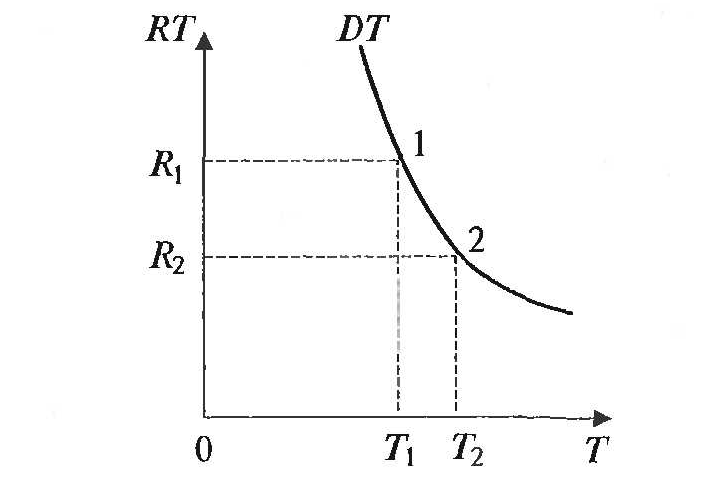 RT
DT
1
R₁
2
R₂
0
T₁
T₂
T